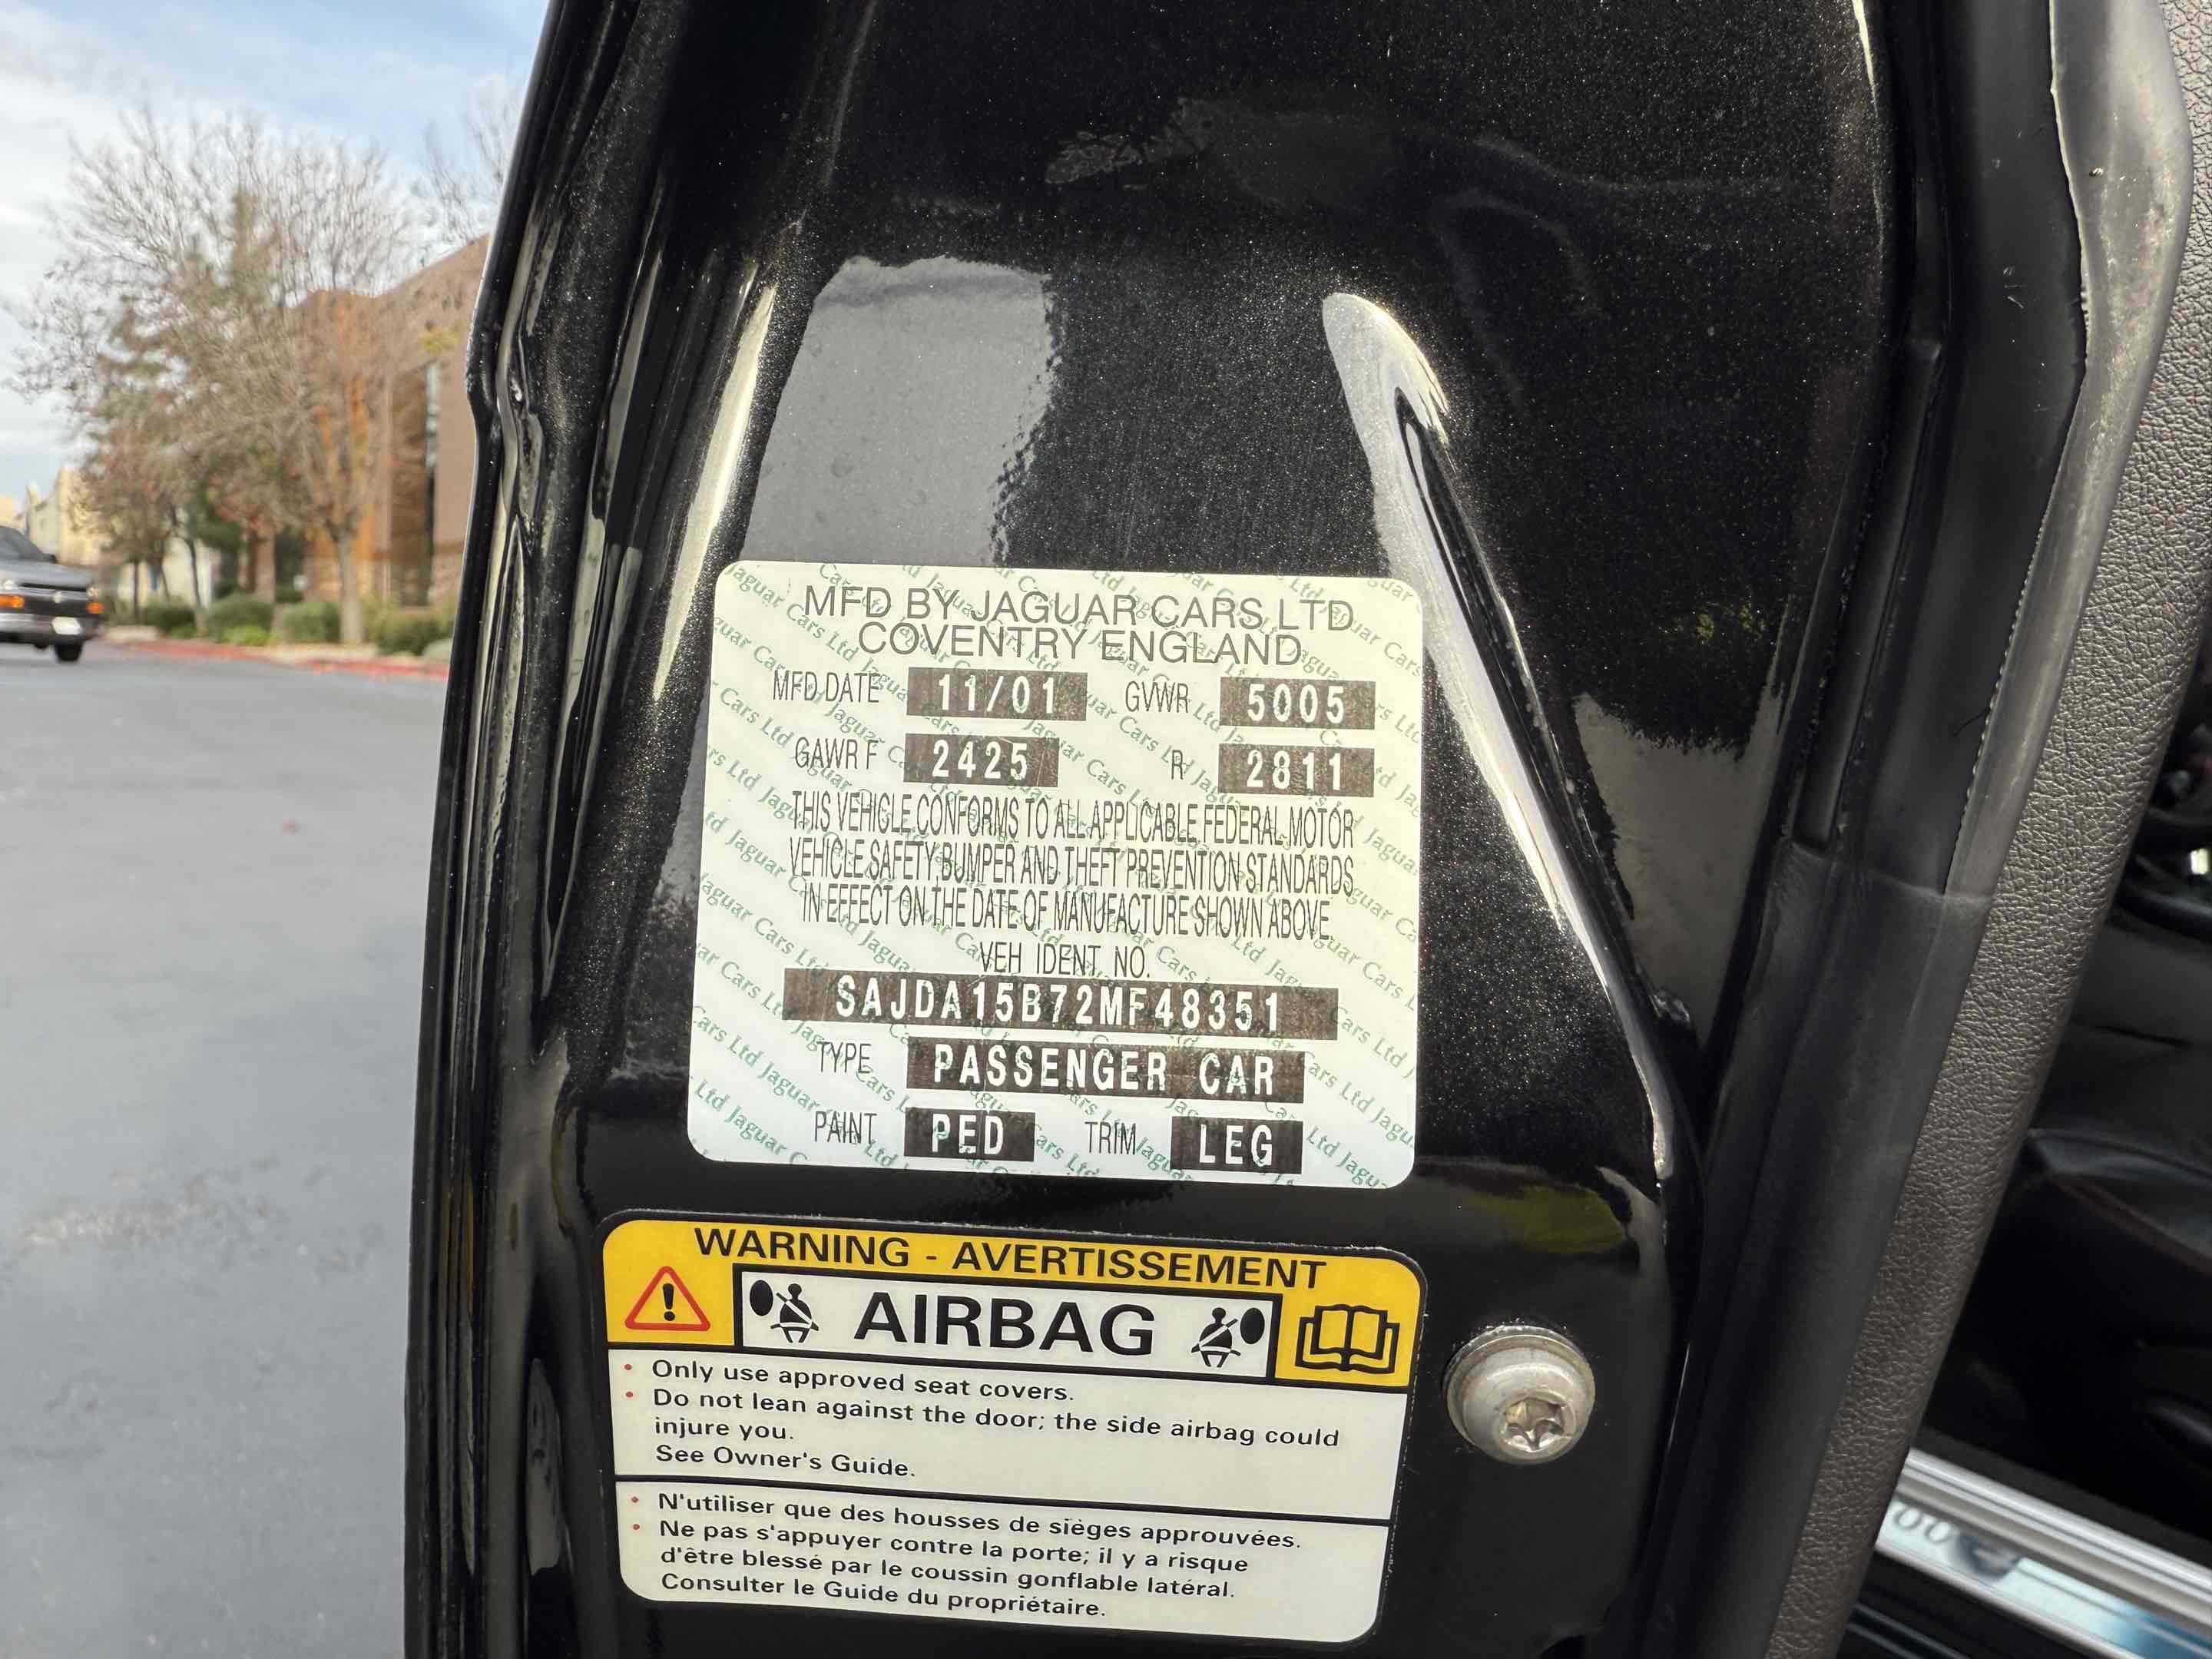 MFD BY JAGUAR CARS LTD
COVENTRY ENGLAND
MFD DATE 11/01 GVWR 5005
GAWR F 2425 R 2811
THIS VEHICLE CONFORMS TO ALL APPLICABLE FEDERAL MOTOR
VEHICLE SAFETY, BUMPER AND THEFT PREVENTION STANDARDS
IN EFFECT ON THE DATE OF MANUFACTURE SHOWN ABOVE.
VEH IDENT NO.
SAJDA15B72MF48351
TYPE PASSENGER CAR
PAINT PED TRIM LEG
WARNING - AVERTISSEMENT
AIRBAG
• Only use approved seat covers.
• Do not lean against the door; the side airbag could
injure you.
See Owner's Guide.
• N'utiliser que des housses de sièges approuvées.
• Ne pas s'appuyer contre la porte; il y a risque
d'être blessé par le coussin gonflable latéral.
Consulter le Guide du propriétaire.